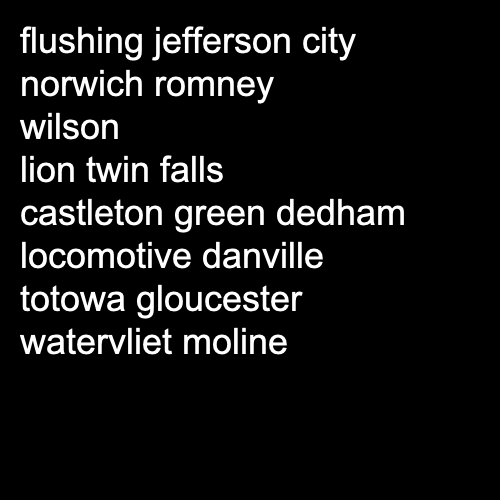 flushing jefferson city
norwich romney
wilson
lion twin falls
castleton green dedham
locomotive danville
totowa gloucester
watervliet moline